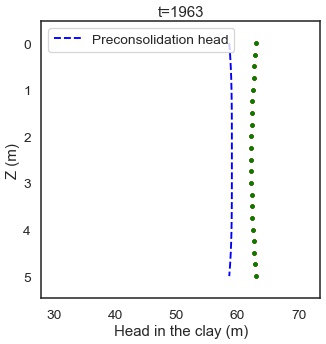 t=1963
Preconsolidation head
0
1
2
3
4
5
Z (m)
30 40 50 60 70
Head in the clay (m)